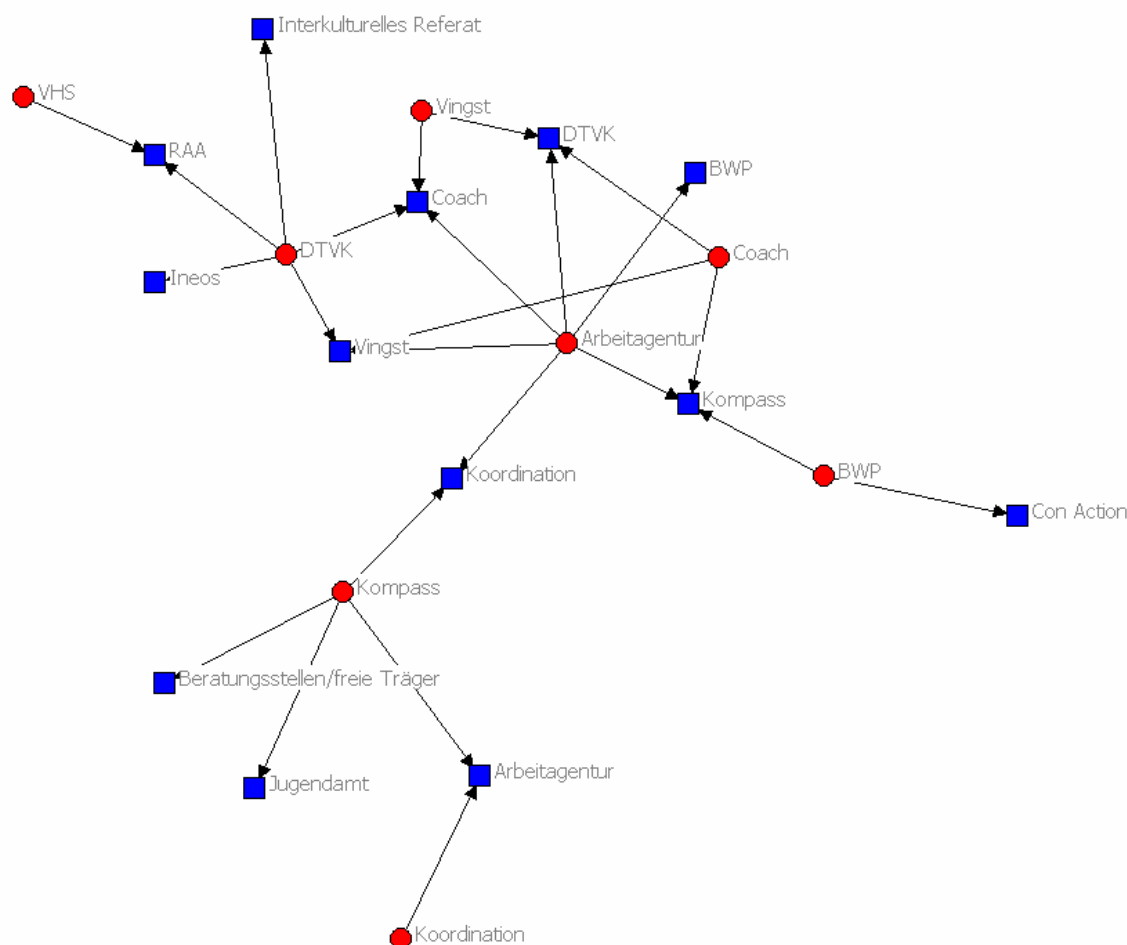 Interkulturelles Referat
VHS
Vingst
DTVK
RAA
BWP
Coach
DTVK
Coach
Ineos
Arbeitagentur
Vingst
Kompass
Koordination
BWP
Con Action
Kompass
Beratungsstellen/freie Träger
Arbeitagentur
Jugendamt
Koordination